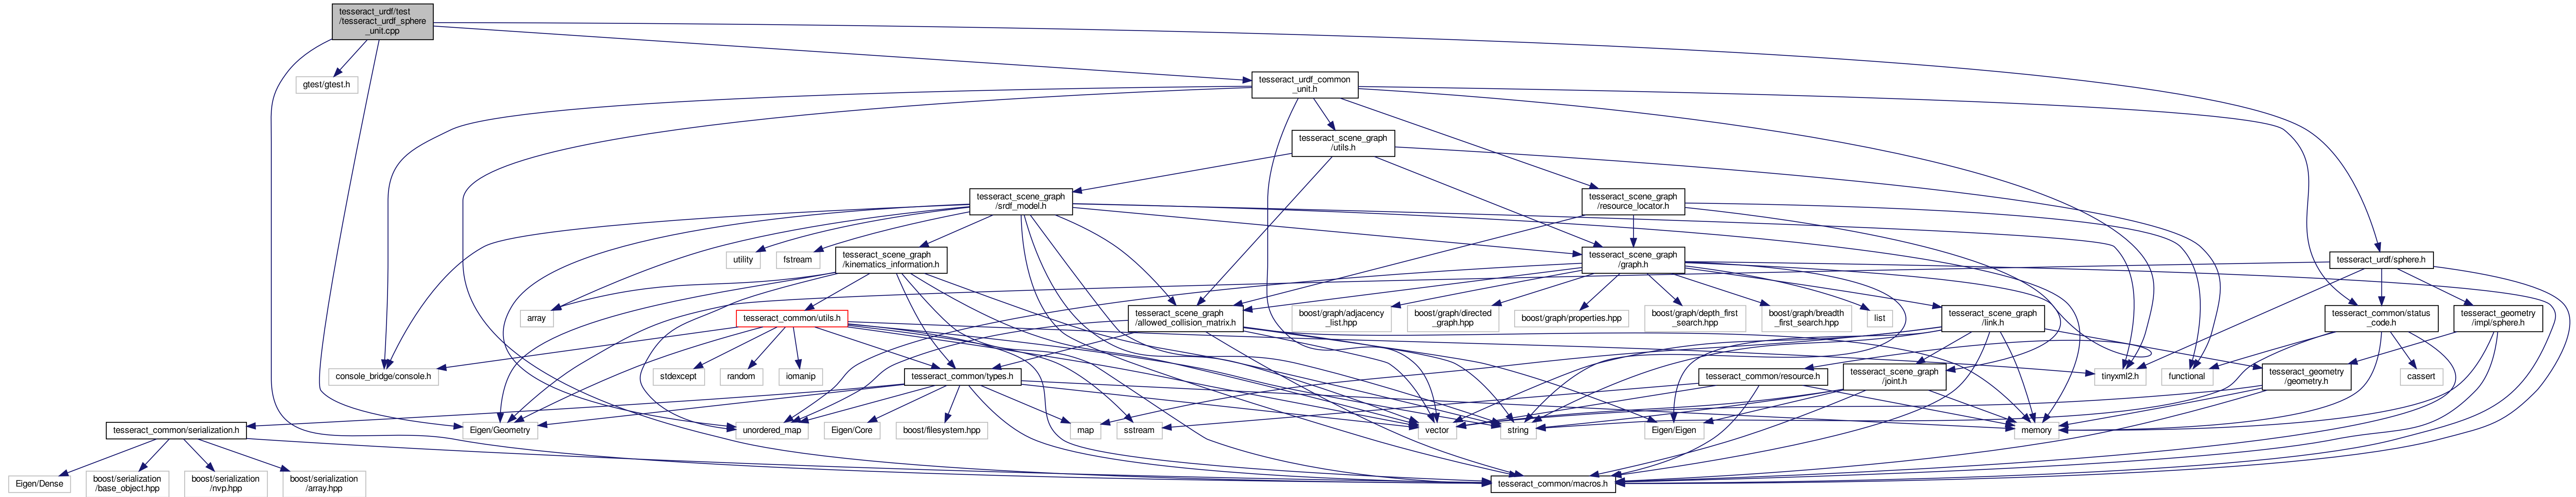 tesseract_urdf/test
/tesseract_urdf_sphere
_unit.cpp
gtest/gtest.h
tesseract_urdf_common
_unit.h
tesseract_scene_graph
/utils.h
tesseract_scene_graph
/srdf_model.h
tesseract_scene_graph
/resource_locator.h
utility
fstream
tesseract_scene_graph
/kinematics_information.h
tesseract_scene_graph
/graph.h
tesseract_urdf/sphere.h
array
tesseract_common/utils.h
tesseract_scene_graph
/allowed_collision_matrix.h
boost/graph/adjacency
_list.hpp
boost/graph/directed
_graph.hpp
boost/graph/properties.hpp
boost/graph/depth_first
_search.hpp
boost/graph/breadth
_first_search.hpp
list
tesseract_scene_graph
/link.h
tesseract_common/status
_code.h
tesseract_geometry
/impl/sphere.h
console_bridge/console.h
stdexcept
random
iomanip
tesseract_common/types.h
tesseract_common/resource.h
tesseract_scene_graph
/joint.h
tinyxml2.h
functional
tesseract_geometry
/geometry.h
cassert
tesseract_common/serialization.h
Eigen/Geometry
unordered_map
Eigen/Core
boost/filesystem.hpp
map
sstream
vector
string
Eigen/Eigen
memory
Eigen/Dense
boost/serialization
/base_object.hpp
boost/serialization
/nvp.hpp
boost/serialization
/array.hpp
tesseract_common/macros.h